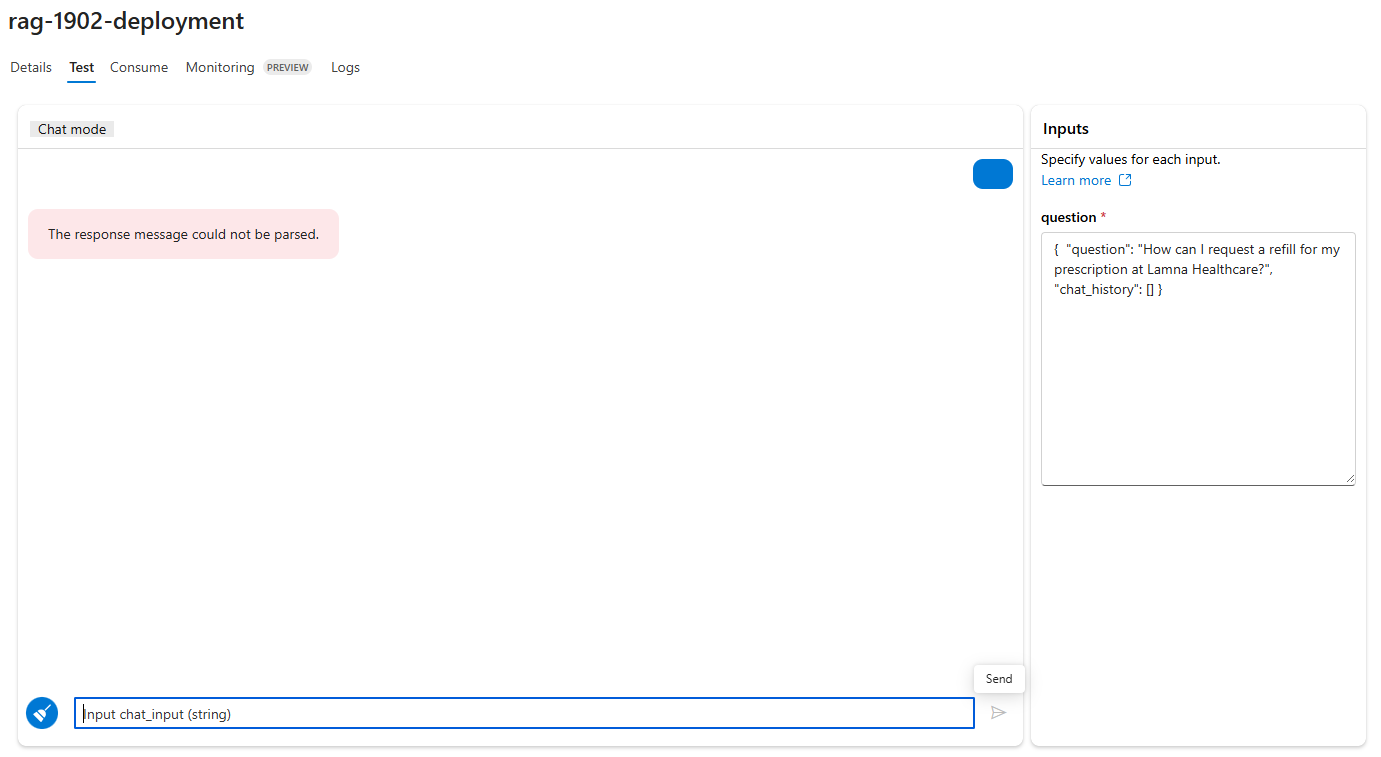 rag-1902-deployment
Details Test Consume Monitoring PREVIEW Logs
Chat mode
The response message could not be parsed.
Send
Input chat_input (string)
Inputs
Specify values for each input.
Learn more
question *
{  "question": "How can I request a refill for my
prescription at Lamna Healthcare?",
"chat_history": [] }